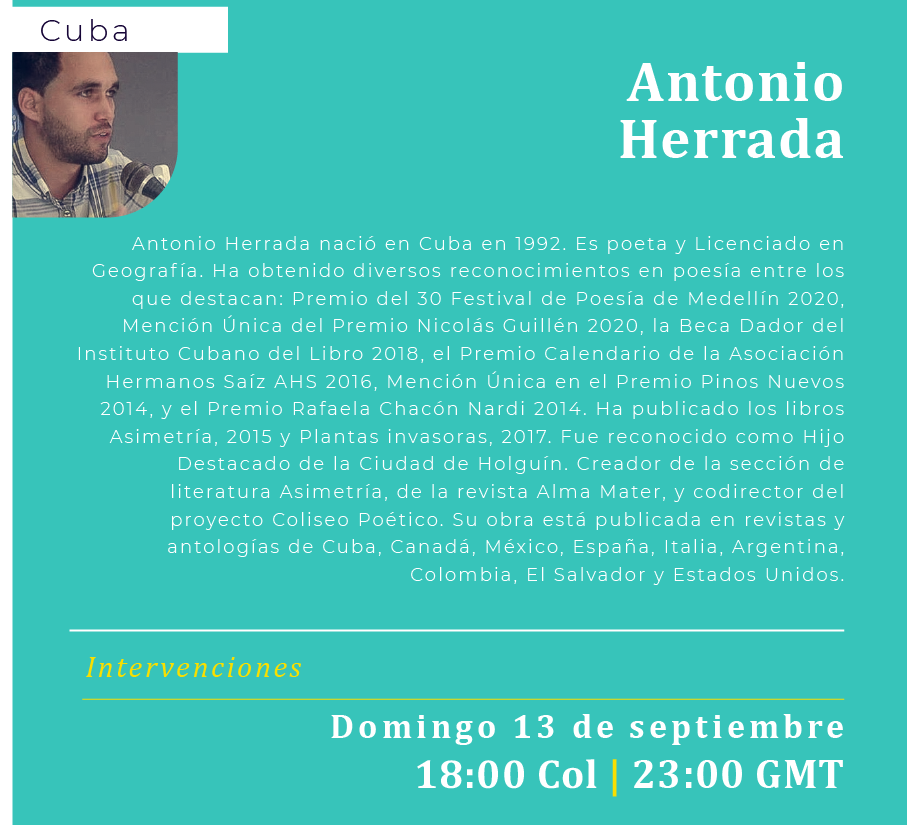 Cuba
Antonio
Herrada
Antonio Herrada nació en Cuba en 1992. Es poeta y Licenciado en
Geografía. Ha obtenido diversos reconocimientos en poesía entre los
que destacan: Premio del 30 Festival de Poesía de Medellín 2020,
Mención Única del Premio Nicolás Guillén 2020, la Beca Dador del
Instituto Cubano del Libro 2018, el Premio Calendario de la Asociación
Hermanos Saíz AHS 2016, Mención Única en el Premio Pinos Nuevos
2014, y el Premio Rafaela Chacón Nardi 2014. Ha publicado los libros
Asimetría, 2015 y Plantas invasoras, 2017. Fue reconocido como Hijo
Destacado de la Ciudad de Holguín. Creador de la sección de
literatura Asimetría, de la revista Alma Mater, y codirector del
proyecto Coliseo Poético. Su obra está publicada en revistas y
antologías de Cuba, Canadá, México, España, Italia, Argentina,
Colombia, El Salvador y Estados Unidos.
Intervenciones
Domingo 13 de septiembre
18:00 Col | 23:00 GMT